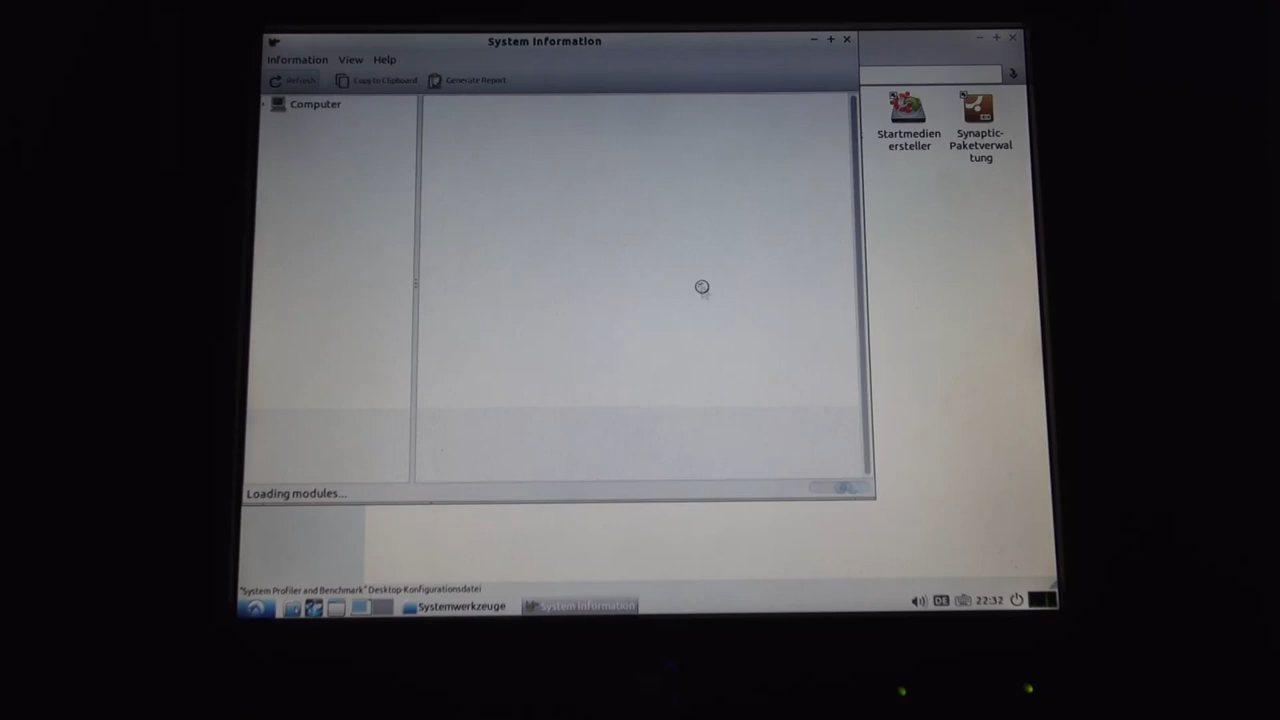 System Information
Information View Help
Refresh Copy to Clipboard Generate Report
Computer
Startmedien
ersteller
Synaptic-
Paketverwal
tung
Loading modules...
"System Profiler and Benchmark" Desktop-Konfigurationsdatei
Systemwerkzeuge System Information DE 22:32